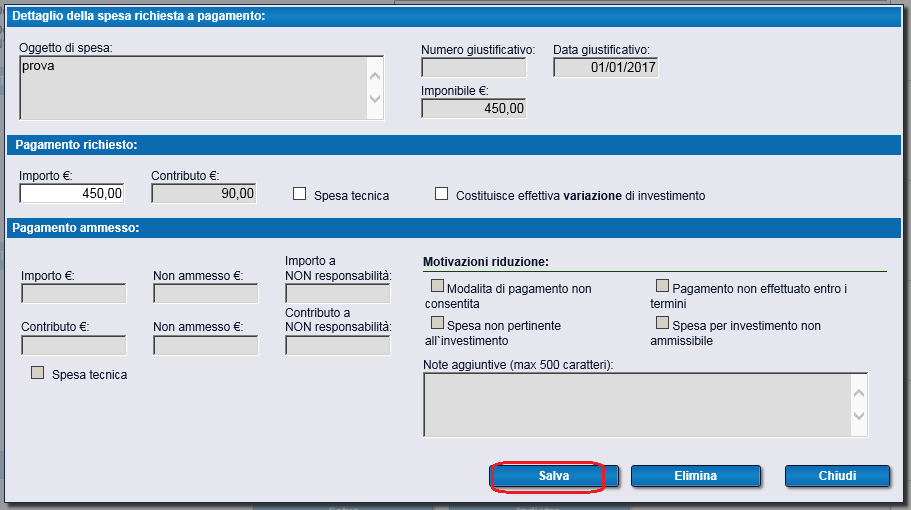 Dettaglio della spesa richiesta a pagamento:
Oggetto di spesa:
prova
Numero giustificativo:
Data giustificativo:
01/01/2017
Imponibile €:
450,00
Pagamento richiesto:
Importo €:
450,00
Contributo €:
90,00
Spesa tecnica
Costituisce effettiva variazione di investimento
Pagamento ammesso:
Importo €:
Non ammesso €:
Importo a
NON responsabilità:
Contributo €:
Non ammesso €:
Contributo a
NON responsabilità:
Spesa tecnica
Motivazioni riduzione:
Modalita di pagamento non
consentita
Pagamento non effettuato entro i
termini
Spesa non pertinente
all`investimento
Spesa per investimento non
ammissibile
Note aggiuntive (max 500 caratteri):
Salva
Elimina
Chiudi